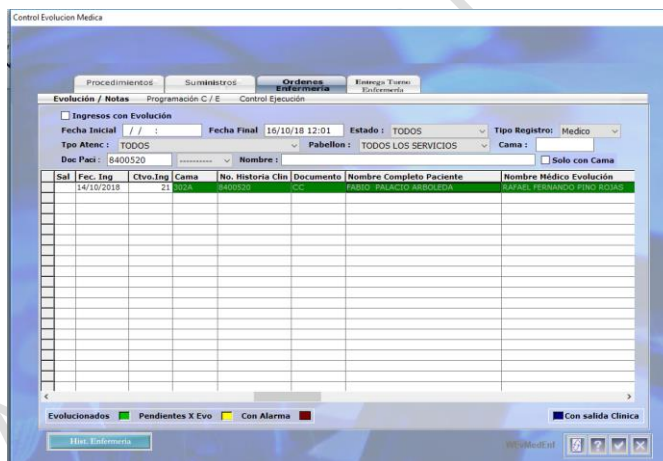 Control Evolucion Medica
Procedimientos Suministros Ordenes Enfermeria Entrega Turno Enfermeria
Evolución / Notas Programación C / E Control Ejecución
Ingresos con Evolución
Fecha Inicial / / : Fecha Final 16/10/18 12:01 Estado : TODOS Tipo Registro: Medico
Tpo Atenc : TODOS Pabellon : TODOS LOS SERVICIOS Cama :
Doc Paci : 8400520 ---------- Nombre : Solo con Cama
Sal Fec. Ing Ctvo.Ing Cama No. Historia Clin Documento Nombre Completo Paciente Nombre Médico Evolución
14/10/2018 21 302A 8400520 CC FABIO PALACIO ARBOLEDA RAFAEL FERNANDO PINO ROJAS
Evolucionados Pendientes X Evo Con Alarma Con salida Clinica
Hist. Enfermeria